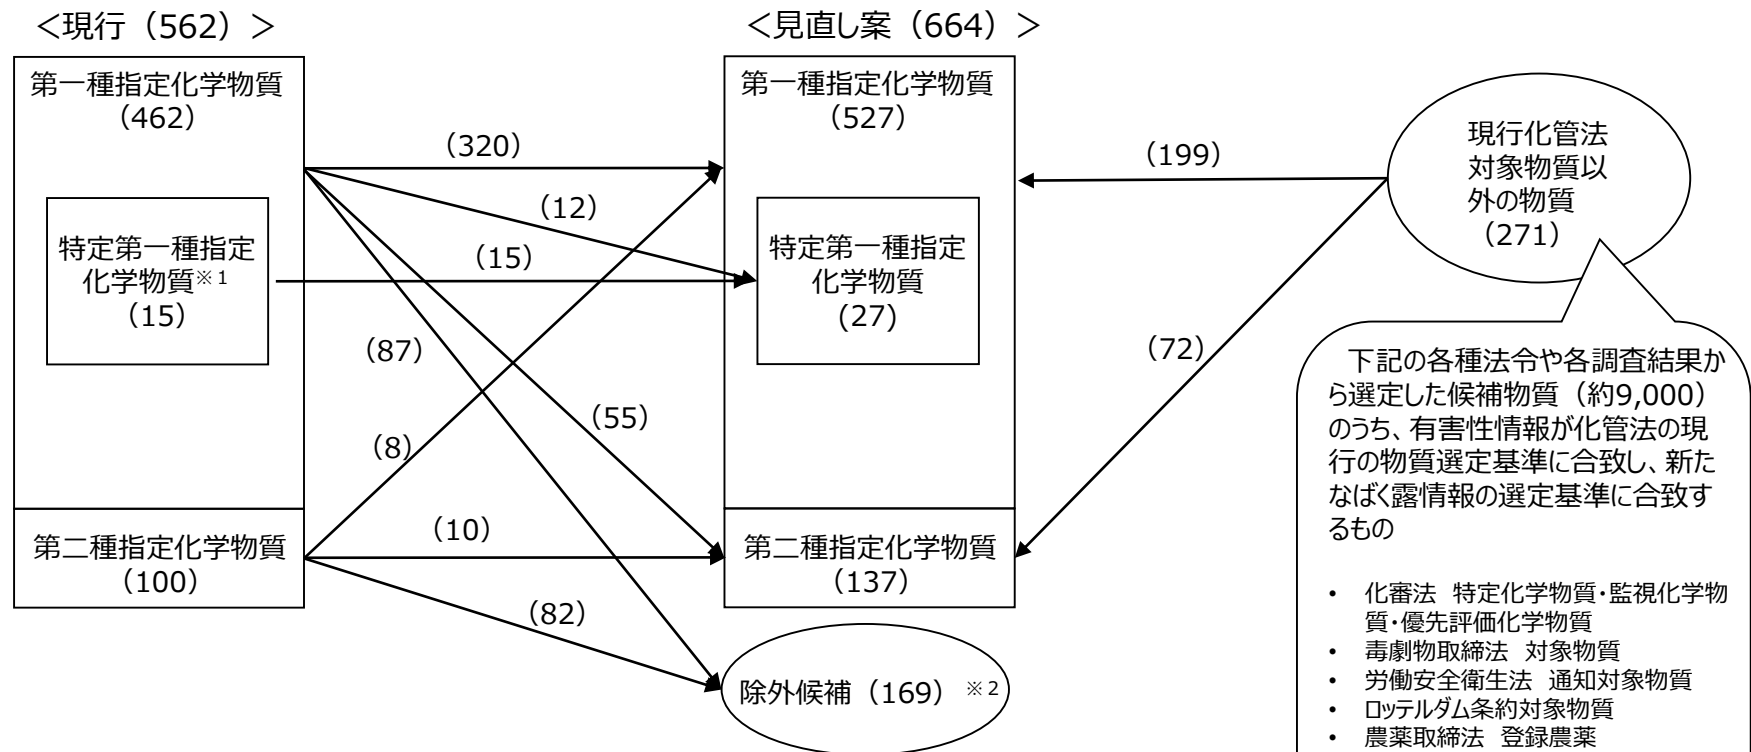 ＜現行（562）＞
第一種指定化学物質
（462）
特定第一種指定
化学物質※1
（15）
第二種指定化学物質
（100）
（320）
（12）
（15）
（87）
（55）
（8）
（10）
（82）
＜見直し案（664）＞
第一種指定化学物質
（527）
特定第一種指定
化学物質
（27）
第二種指定化学物質
（137）
除外候補（169）※2
（199）
（72）
現行化管法
対象物質以
外の物質
（271）
下記の各種法令や各調査結果か
ら選定した候補物質（約9,000）
のうち、有害性情報が化管法の現
行の物質選定基準に合致し、新た
なばく露情報の選定基準に合致す
るもの
• 化審法 特定化学物質・監視化学物
質・優先評価化学物質
• 毒劇物取締法 対象物質
• 労働安全衛生法 通知対象物質
• ロッテルダム条約対象物質
• 農薬取締法 登録農薬